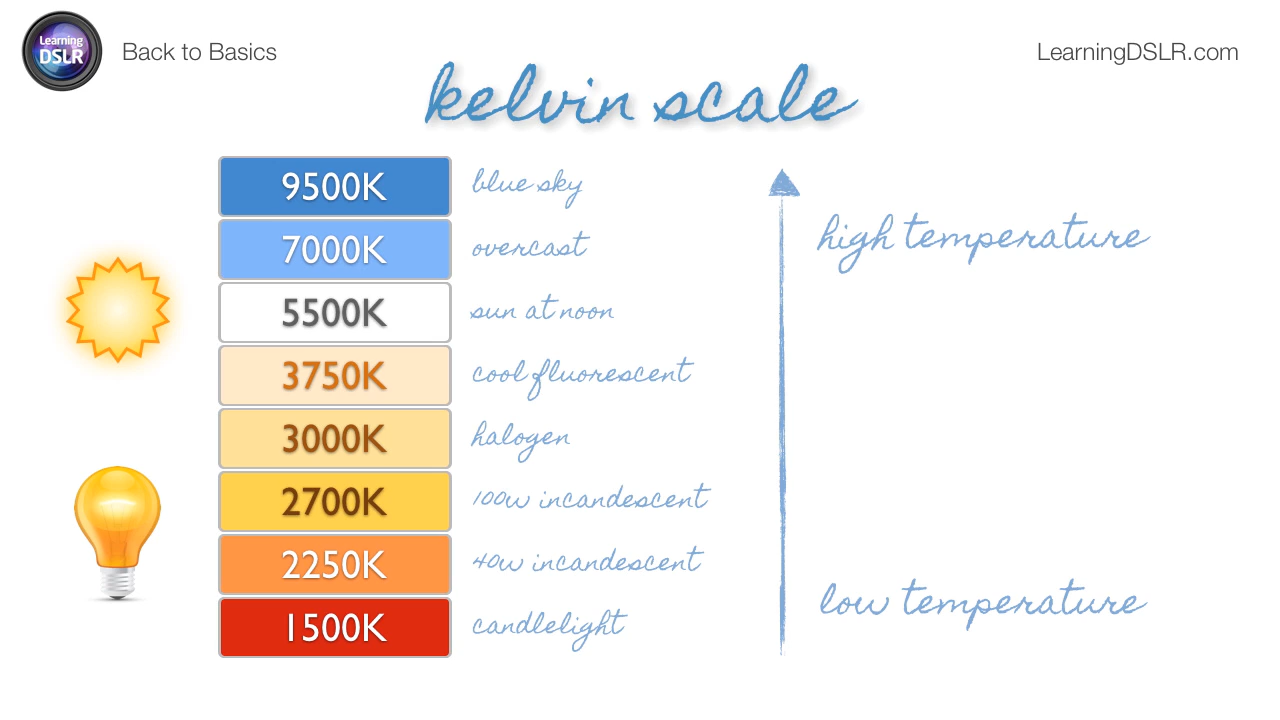 Learning
DSLR
Back to Basics
LearningDSLR.com
kelvin scale
9500K blue sky
7000K overcast
5500K sun at noon
3750K cool fluorescent
3000K halogen
2700K 100w incandescent
2250K 40w incandescent
1500K candlelight
high temperature
low temperature